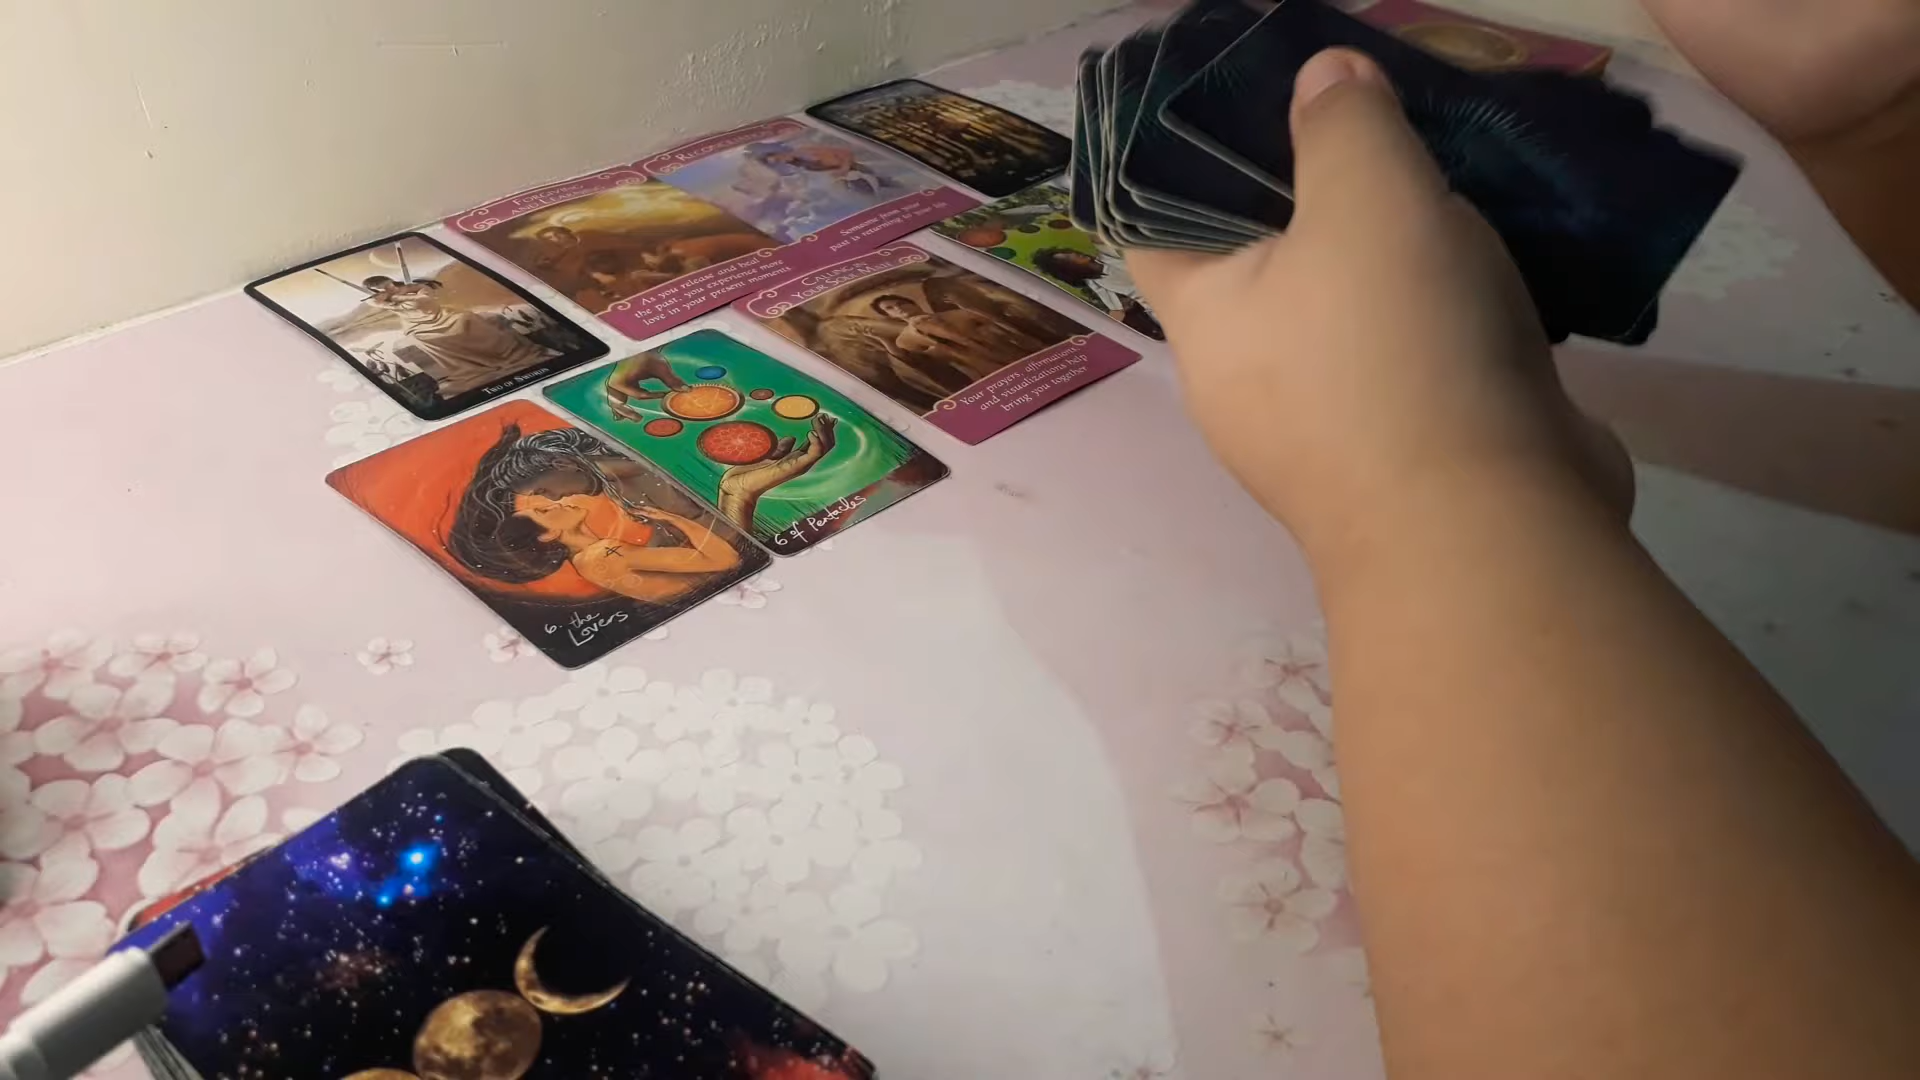 RECONCILIATION
FORGIVING
AND LEARNING
Someone from your
past is returning to your life
As you release and heal
the past, you experience more
love in your present moments
CALLING IN
YOUR SOUL MATE
Your prayers, affirmations,
and visualizations help
bring you together
TWO OF SWORDS
6 of Pentacles
6. the
Lovers